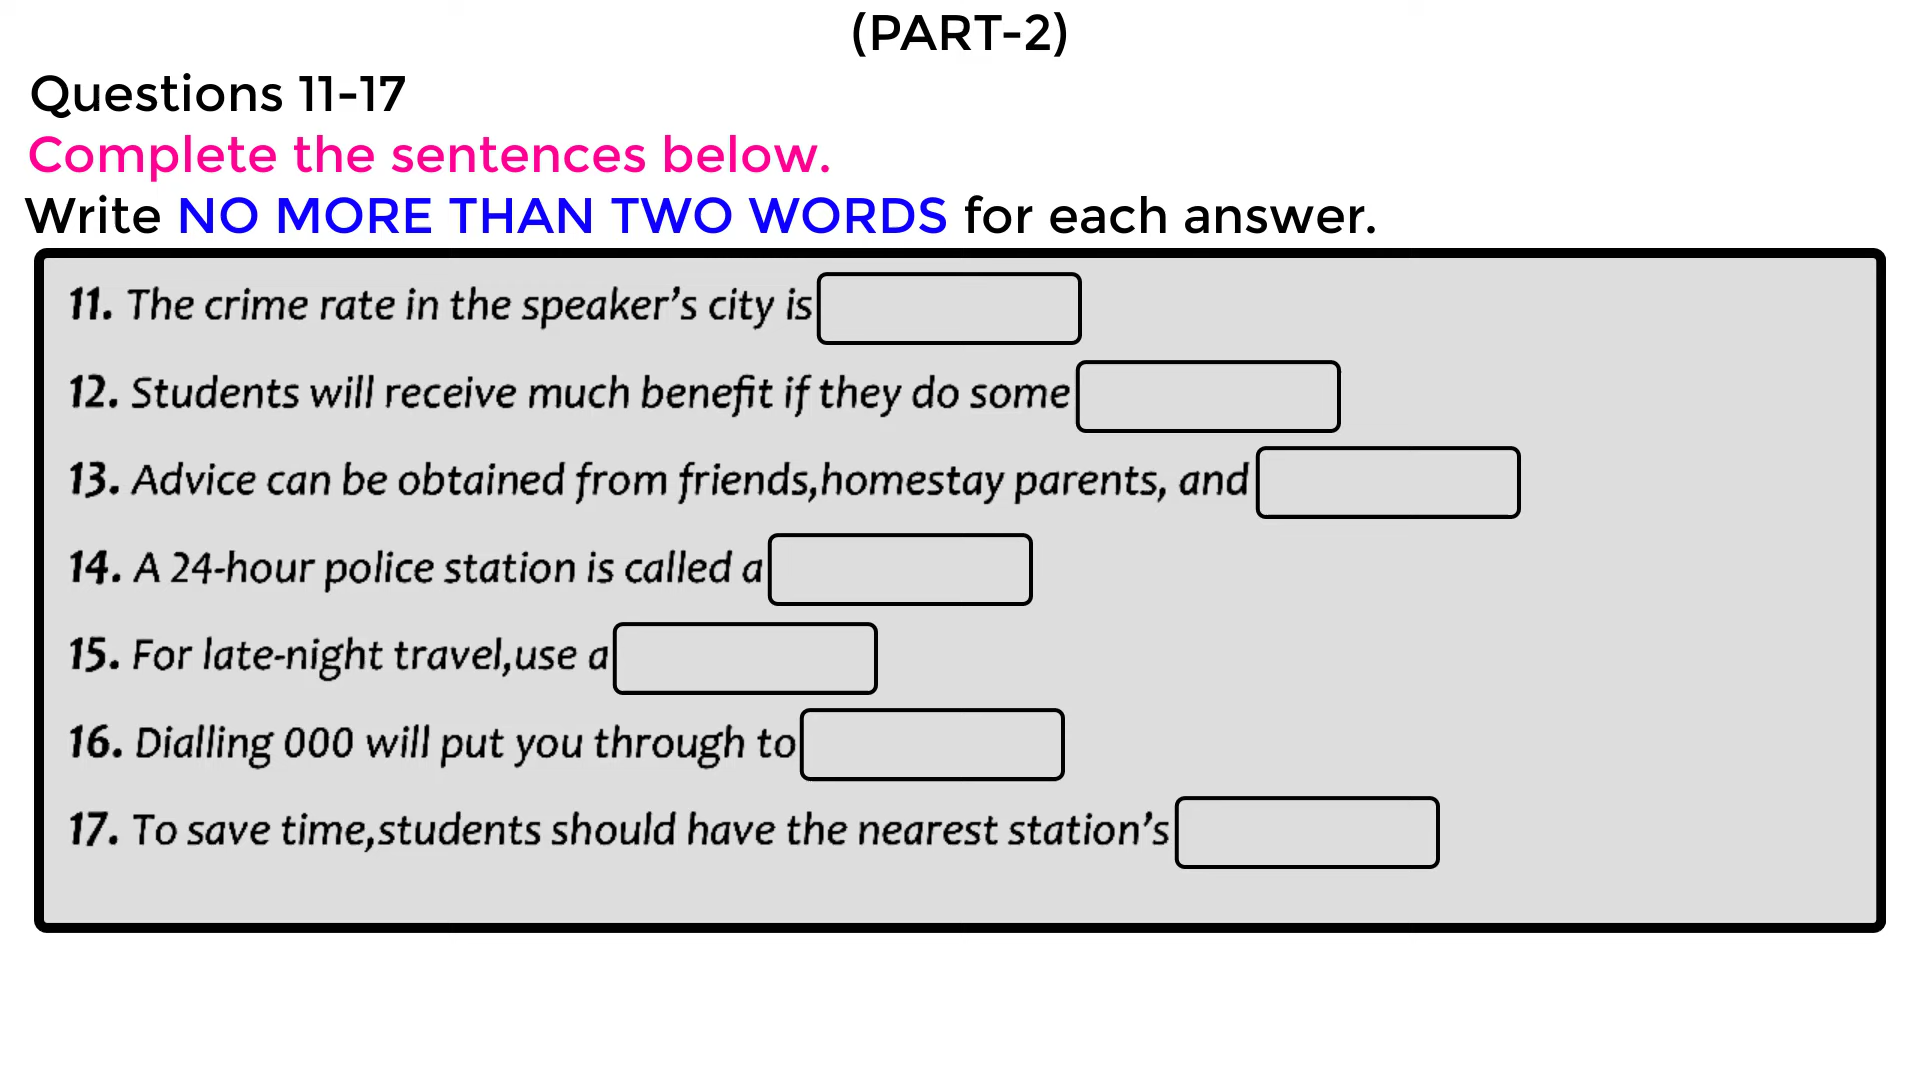 (PART-2)
Questions 11-17
Complete the sentences below.
Write NO MORE THAN TWO WORDS for each answer.
11. The crime rate in the speaker’s city is
12. Students will receive much benefit if they do some
13. Advice can be obtained from friends,homestay parents, and
14. A 24-hour police station is called a
15. For late-night travel,use a
16. Dialling 000 will put you through to
17. To save time,students should have the nearest station’s